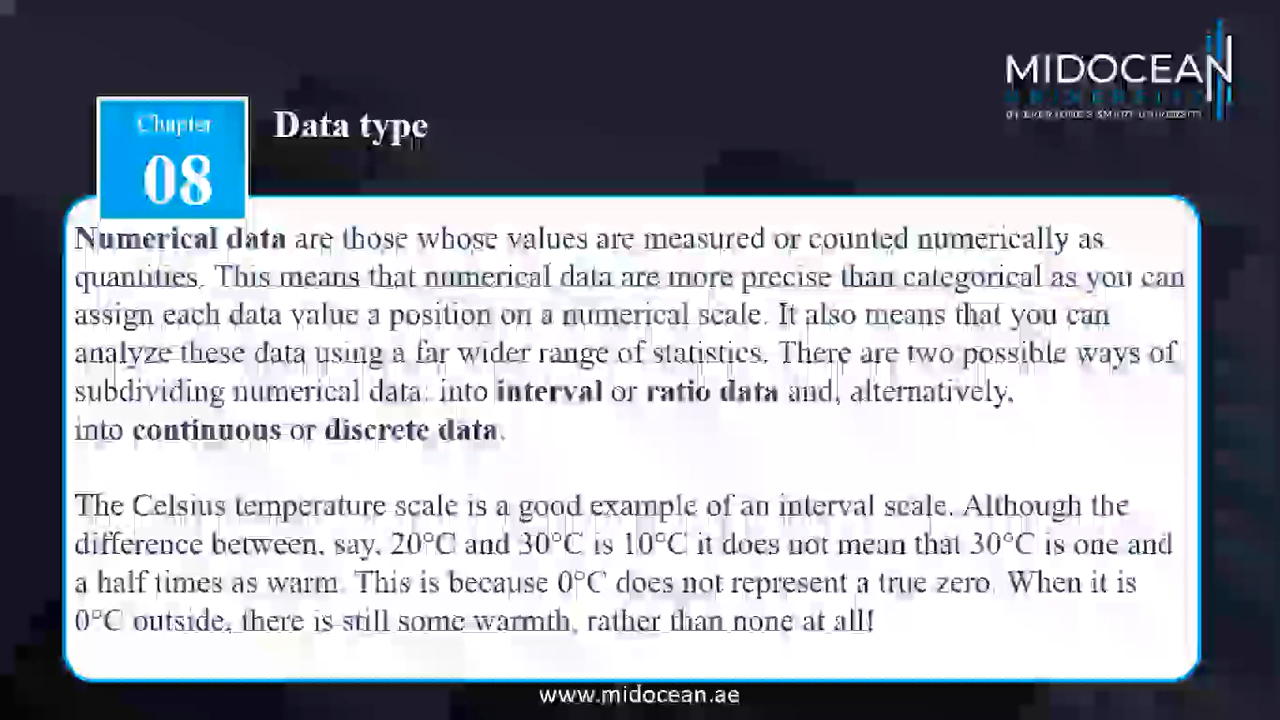 MIDOCEAN
Chapter
08
Data type
Numerical data are those whose values are measured or counted numerically as
quantities. This means that numerical data are more precise than categorical as you can
assign each data value a position on a numerical scale. It also means that you can
analyze these data using a far wider range of statistics. There are two possible ways of
subdividing numerical data: into interval or ratio data and, alternatively,
into continuous or discrete data.
The Celsius temperature scale is a good example of an interval scale. Although the
difference between, say, 20°C and 30°C is 10°C it does not mean that 30°C is one and
a half times as warm. This is because 0°C does not represent a true zero. When it is
0°C outside, there is still some warmth, rather than none at all!
www.midocean.ae